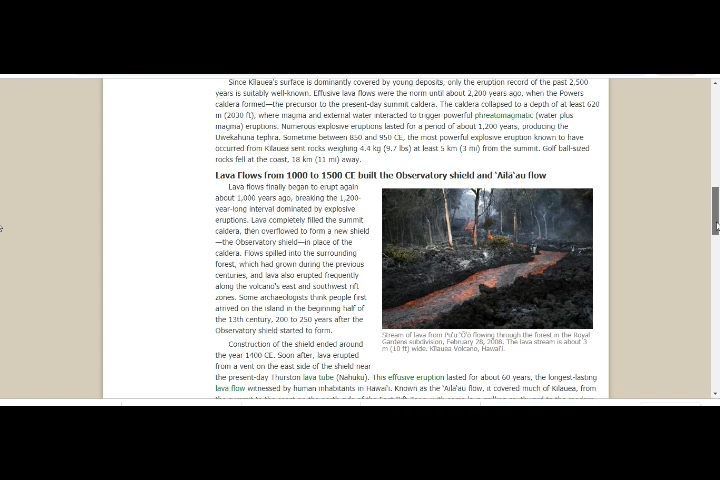 Since Kīlauea's surface is dominantly covered by young deposits, only the eruption record of the past 2,500
years is suitably well-known. Effusive lava flows were the norm until about 2,200 years ago, when the Powers
caldera formed—the precursor to the present-day summit caldera. The caldera collapsed to a depth of at least 620
m (2030 ft), where magma and external water interacted to trigger powerful phreatomagmatic (water plus
magma) eruptions. Numerous explosive eruptions lasted for a period of about 1,200 years, producing the
Uwekahuna tephra. Sometime between 850 and 950 CE, the most powerful explosive eruption known to have
occurred from Kīlauea sent rocks weighing 4.4 kg (9.7 lbs) at least 5 km (3 mi) from the summit. Golf ball-sized
rocks fell at the coast, 18 km (11 mi) away.
Lava Flows from 1000 to 1500 CE built the Observatory shield and ʻAilāʻau flow
Lava flows finally began to erupt again
about 1,000 years ago, breaking the 1,200-
year-long interval dominated by explosive
eruptions. Lava completely filled the summit
caldera, then overflowed to form a new shield
—the Observatory shield—in place of the
caldera. Flows spilled into the surrounding
forest, which had grown during the previous
centuries, and lava also erupted frequently
along the volcano's east and southwest rift
zones. Some archaeologists think people first
arrived on the island in the beginning half of
the 13th century, 200 to 250 years after the
Observatory shield started to form.
Stream of lava from Puʻu ʻŌʻō flowing through the forest in the Royal
Gardens subdivision, February 28, 2008. The lava stream is about 3
m (10 ft) wide. Kīlauea Volcano, Hawaiʻi.
Construction of the shield ended around
the year 1400 CE. Soon after, lava erupted
from a vent on the east side of the shield near
the present-day Thurston lava tube (Nahuku). This effusive eruption lasted for about 60 years, the longest-lasting
lava flow witnessed by human inhabitants in Hawaiʻi. Known as the ʻAilāʻau flow, it covered much of Kīlauea, from